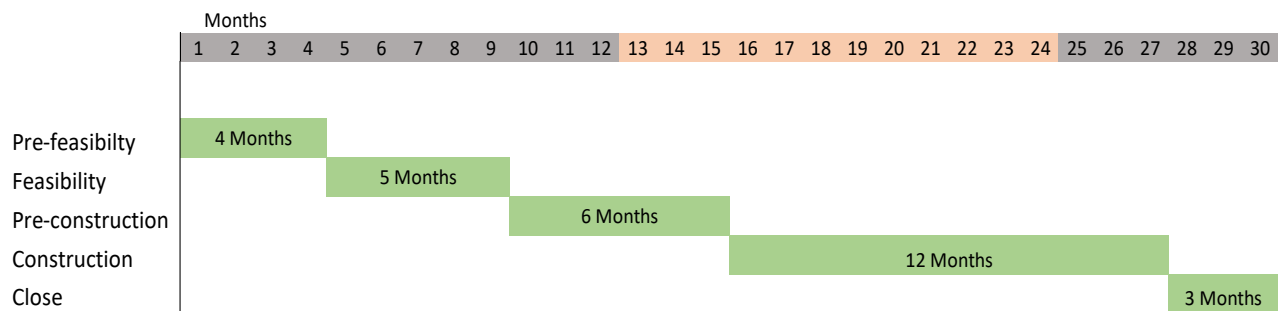 Months
1 2 3 4 5 6 7 8 9 10 11 12 13 14 15 16 17 18 19 20 21 22 23 24 25 26 27 28 29 30
Pre-feasibilty 4 Months
Feasibility 5 Months
Pre-construction 6 Months
Construction 12 Months
Close 3 Months